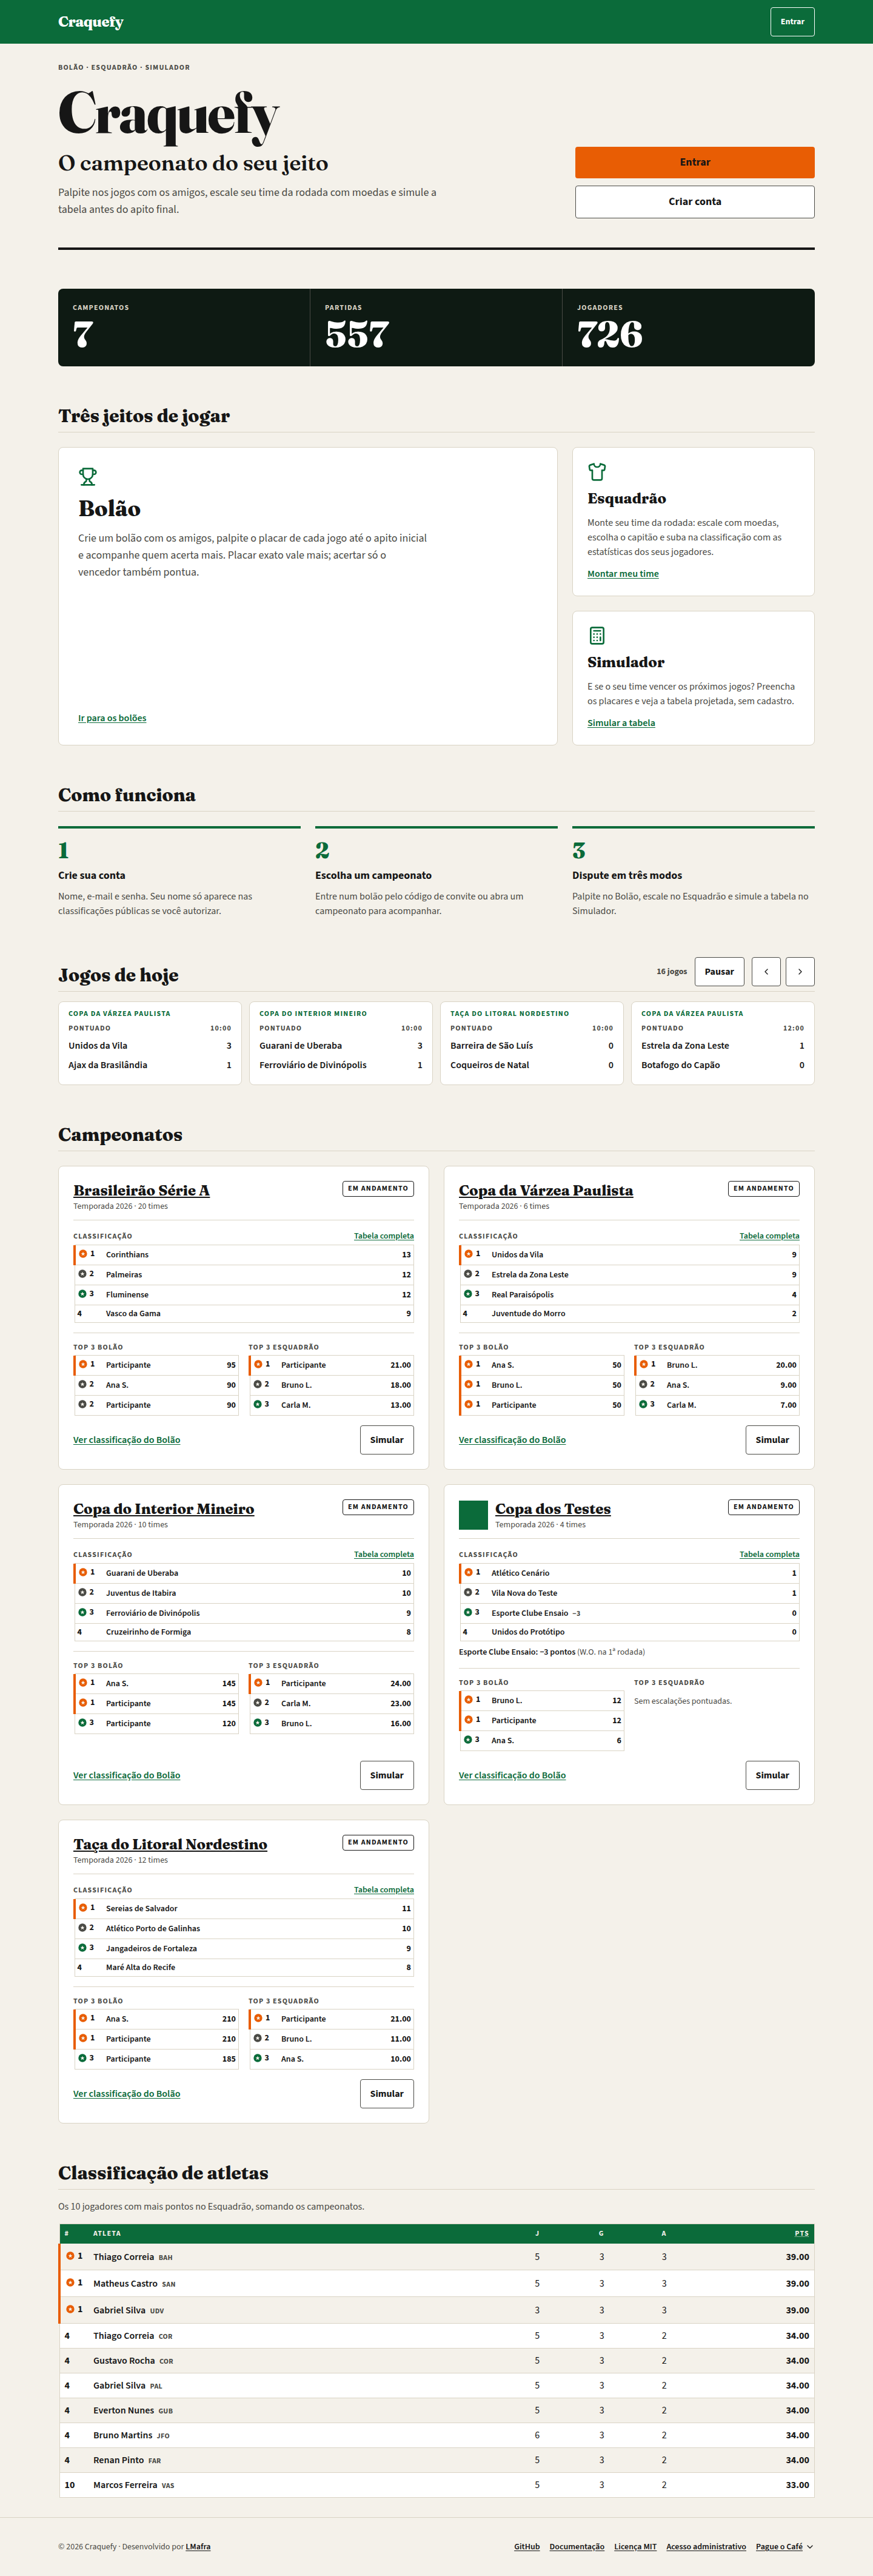 Craquefy
Entrar
BOLÃO · ESQUADRÃO · SIMULADOR
Craquefy
O campeonato do seu jeito
Palpite nos jogos com os amigos, escale seu time da rodada com moedas e simule a
tabela antes do apito final.
Entrar
Criar conta
CAMPEONATOS
7
PARTIDAS
557
JOGADORES
726
Três jeitos de jogar
Bolão
Crie um bolão com os amigos, palpite o placar de cada jogo até o apito inicial
e acompanhe quem acerta mais. Placar exato vale mais; acertar só o
vencedor também pontua.
Ir para os bolões
Esquadrão
Monte seu time da rodada: escale com moedas,
escolha o capitão e suba na classificação com as
estatísticas dos seus jogadores.
Montar meu time
Simulador
E se o seu time vencer os próximos jogos? Preencha
os placares e veja a tabela projetada, sem cadastro.
Simular a tabela
Como funciona
1
Crie sua conta
Nome, e-mail e senha. Seu nome só aparece nas
classificações públicas se você autorizar.
2
Escolha um campeonato
Entre num bolão pelo código de convite ou abra um
campeonato para acompanhar.
3
Dispute em três modos
Palpite no Bolão, escale no Esquadrão e simule a tabela no
Simulador.
Jogos de hoje
16 jogos
Pausar
COPA DA VÁRZEA PAULISTA
PONTUADO 10:00
Unidos da Vila 3
Ajax da Brasilândia 1
COPA DO INTERIOR MINEIRO
PONTUADO 10:00
Guarani de Uberaba 3
Ferroviário de Divinópolis 1
TAÇA DO LITORAL NORDESTINO
PONTUADO 10:00
Barreira de São Luís 0
Coqueiros de Natal 0
COPA DA VÁRZEA PAULISTA
PONTUADO 12:00
Estrela da Zona Leste 1
Botafogo do Capão 0
Campeonatos
Brasileirão Série A
EM ANDAMENTO
Temporada 2026 · 20 times
CLASSIFICAÇÃO Tabela completa
1 Corinthians 13
2 Palmeiras 12
3 Fluminense 12
4 Vasco da Gama 9
TOP 3 BOLÃO
1 Participante 95
2 Ana S. 90
2 Participante 90
TOP 3 ESQUADRÃO
1 Participante 21.00
2 Bruno L. 18.00
3 Carla M. 13.00
Ver classificação do Bolão
Simular
Copa da Várzea Paulista
EM ANDAMENTO
Temporada 2026 · 6 times
CLASSIFICAÇÃO Tabela completa
1 Unidos da Vila 9
2 Estrela da Zona Leste 9
3 Real Paraisópolis 4
4 Juventude do Morro 2
TOP 3 BOLÃO
1 Ana S. 50
1 Bruno L. 50
1 Participante 50
TOP 3 ESQUADRÃO
1 Bruno L. 20.00
2 Ana S. 9.00
3 Carla M. 7.00
Ver classificação do Bolão
Simular
Copa do Interior Mineiro
EM ANDAMENTO
Temporada 2026 · 10 times
CLASSIFICAÇÃO Tabela completa
1 Guarani de Uberaba 10
2 Juventus de Itabira 10
3 Ferroviário de Divinópolis 9
4 Cruzeirinho de Formiga 8
TOP 3 BOLÃO
1 Ana S. 145
1 Participante 145
3 Participante 120
TOP 3 ESQUADRÃO
1 Participante 24.00
2 Carla M. 23.00
3 Bruno L. 16.00
Ver classificação do Bolão
Simular
Copa dos Testes
EM ANDAMENTO
Temporada 2026 · 4 times
CLASSIFICAÇÃO Tabela completa
1 Atlético Cenário 1
2 Vila Nova do Teste 1
3 Esporte Clube Ensaio −3 0
4 Unidos do Protótipo 0
Esporte Clube Ensaio: −3 pontos (W.O. na 1ª rodada)
TOP 3 BOLÃO
1 Bruno L. 12
1 Participante 12
3 Ana S. 6
TOP 3 ESQUADRÃO
Sem escalações pontuadas.
Ver classificação do Bolão
Simular
Taça do Litoral Nordestino
EM ANDAMENTO
Temporada 2026 · 12 times
CLASSIFICAÇÃO Tabela completa
1 Sereias de Salvador 11
2 Atlético Porto de Galinhas 10
3 Jangadeiros de Fortaleza 9
4 Maré Alta do Recife 8
TOP 3 BOLÃO
1 Ana S. 210
1 Participante 210
3 Participante 185
TOP 3 ESQUADRÃO
1 Participante 21.00
2 Bruno L. 11.00
3 Ana S. 10.00
Ver classificação do Bolão
Simular
Classificação de atletas
Os 10 jogadores com mais pontos no Esquadrão, somando os campeonatos.
# ATLETA J G A PTS
1 Thiago Correia BAH 5 3 3 39.00
1 Matheus Castro SAN 5 3 3 39.00
1 Gabriel Silva UDV 3 3 3 39.00
4 Thiago Correia COR 5 3 2 34.00
4 Gustavo Rocha COR 5 3 2 34.00
4 Gabriel Silva PAL 5 3 2 34.00
4 Everton Nunes GUB 5 3 2 34.00
4 Bruno Martins JFO 6 3 2 34.00
4 Renan Pinto FAR 5 3 2 34.00
10 Marcos Ferreira VAS 5 3 2 33.00
© 2026 Craquefy · Desenvolvido por LMafra
GitHub Documentação Licença MIT Acesso administrativo Pague o Café